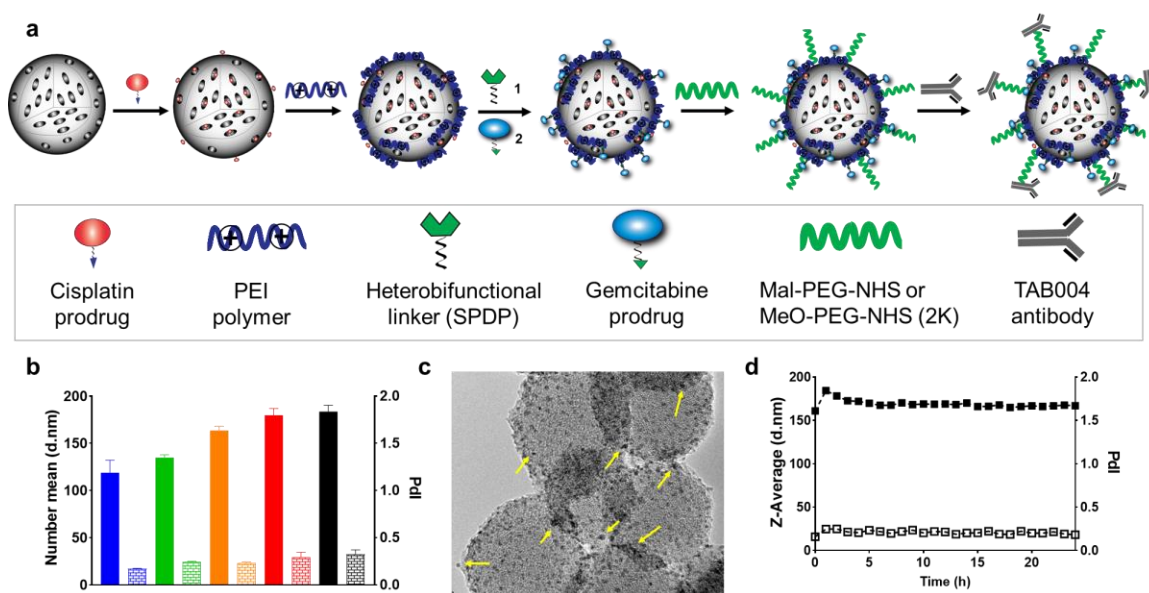 a
1
2
Cisplatin
prodrug
PEI
polymer
Heterobifunctional
linker (SPDP)
Gemcitabine
prodrug
Mal-PEG-NHS or
MeO-PEG-NHS (2K)
TAB004
antibody
b
Number mean (d.nm)
200
150
100
50
0
2.0
1.5
1.0
0.5
0.0
PdI
c
d
Z-Average (d.nm)
200
150
100
50
0
2.0
1.5
1.0
0.5
0.0
PdI
0 5 10 15 20
Time (h)